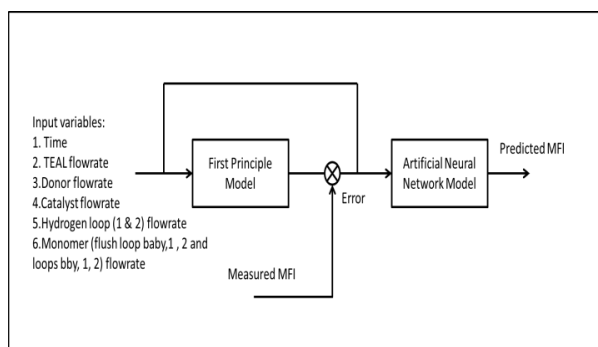 Input variables:
1. Time
2. TEAL flowrate
3.Donor flowrate
4.Catalyst flowrate
5.Hydrogen loop (1 & 2) flowrate
6.Monomer (flush loop baby,1 , 2 and
loops bby, 1, 2) flowrate
First Principle
Model
Error
Measured MFI
Artificial Neural
Network Model
Predicted MFI